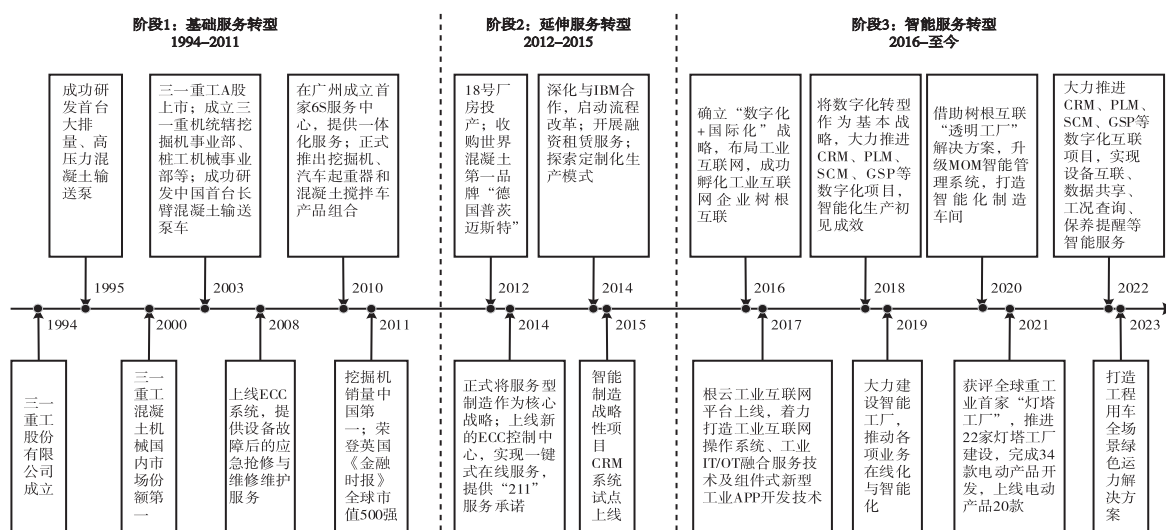 阶段1：基础服务转型
1994–2011
阶段2：延伸服务转型
2012–2015
阶段3：智能服务转型
2016–至今
成功研
发首台
大排
量、高
压力混
凝土输
送泵
三一重工A股
上市；成立三
一重机统辖挖
掘机事业部、
桩工机械事业
部等；成功研
发中国首台长
臂混凝土输送
泵车
在广州成立首
家6S服务中
心，提供一体
化服务；正式
推出挖掘机、
汽车起重器和
混凝土搅拌车
产品组合
18号厂
房投
产；收
购世界
混凝土
第一品
牌“德
国普茨
迈斯特”
深化与IBM合
作，启动流程
改革；开展融
资租赁服务；
探索定制化生
产模式
确立“数字化
+国际化”战
略，布局工业
互联网，成功
孵化工业互联
网企业树根
互联
将数字化转型
作为基本战
略，大力推进
CRM、PLM、
SCM、GSP等
数字化项目，
智能化生产初
见成效
借助树根互联
“透明工厂”
解决方案，升
级MOM智能管
理系统，打造
智能化制造
车间
大力推进
CRM、PLM、
SCM、GSP等
数字化互联
项目，实现
设备互联、
数据共享、
工况查询、
保养提醒等
智能服务
1995
2003
2010
2012
2014
2016
2018
2020
2022
1994
2000
2008
2011
2014
2015
2017
2019
2021
2023
三一
重工
股份
有限
公司
成立
三一
重工
混凝
土机
械国
内市
场份
额第
一
上线ECC
系统，提
供设备故
障后的应
急抢修与
维修维护
服务
挖掘机
销量中
国第
一；荣
登英国
《金融
时报》
全球市
值500强
正式将服务型
制造作为核心
战略；上线新
的ECC控制中
心，实现一键
式在线服务，
提供“211”
服务承诺
智能
制造
战略
性项
目
CRM
系统
试点
上线
根云工业互联网
平台上线，着力
打造工业互联网
操作系统、工业
IT/OT融合服务技
术及组件式新型
工业APP开发技术
大力建
设智能
工厂，
推动各
项业务
在线化
与智能
化
获评全球重工
业首家“灯塔
工厂”，推进
22家灯塔工厂
建设，完成34
款电动产品开
发，上线电动
产品20款
打造
工程
用车
全场
景绿
色运
力解
决方
案